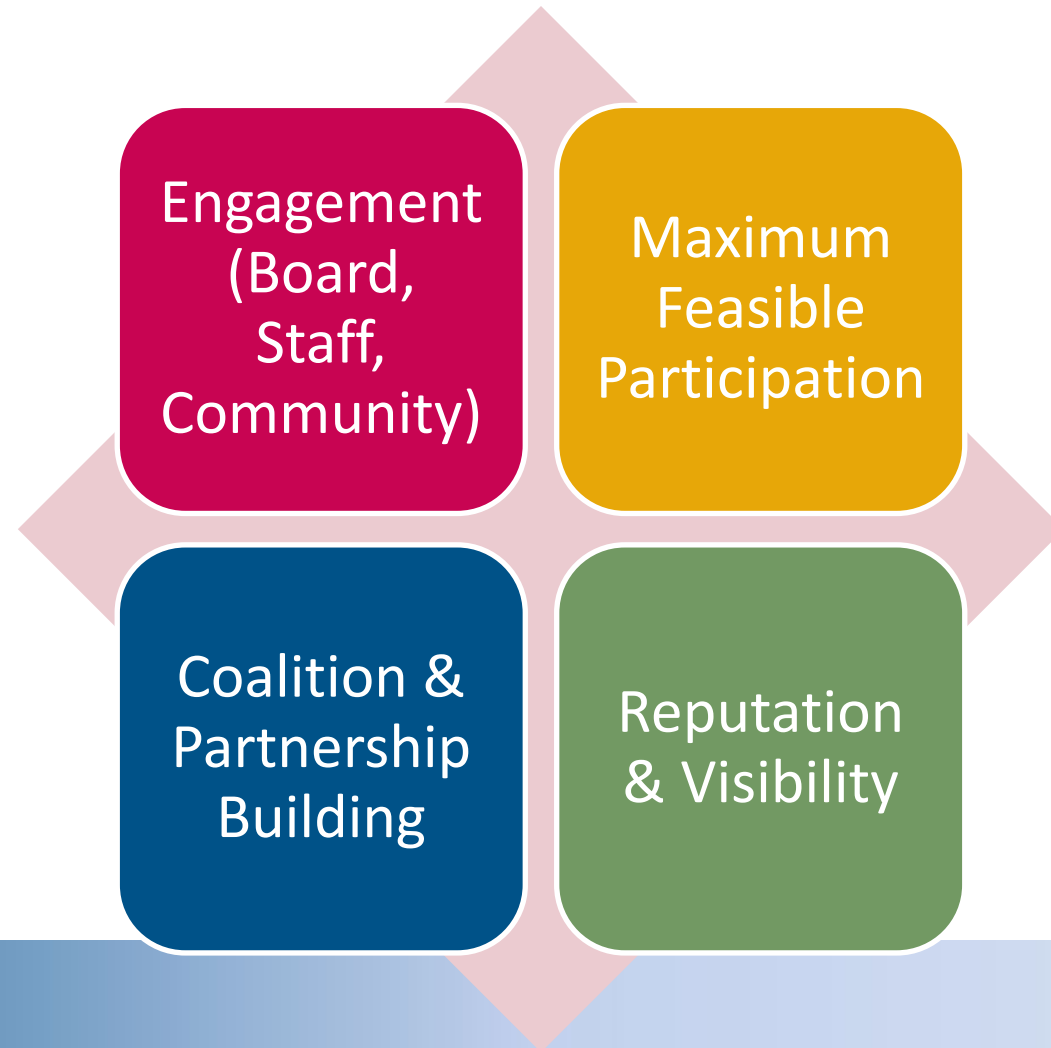 Engagement
(Board,
Staff,
Community)
Maximum
Feasible
Participation
Coalition &
Partnership
Building
Reputation
& Visibility